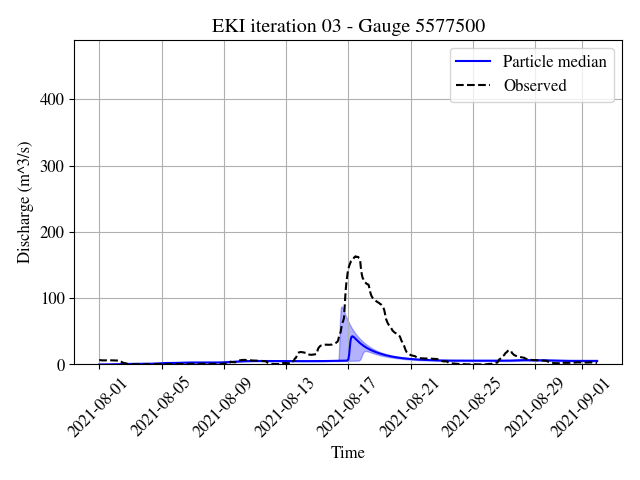 EKI iteration 03 - Gauge 5577500
Particle median
Observed
Discharge (m^3/s)
400
300
200
100
0
2021-08-01
2021-08-05
2021-08-09
2021-08-13
2021-08-17
2021-08-21
2021-08-25
2021-08-29
2021-09-01
Time